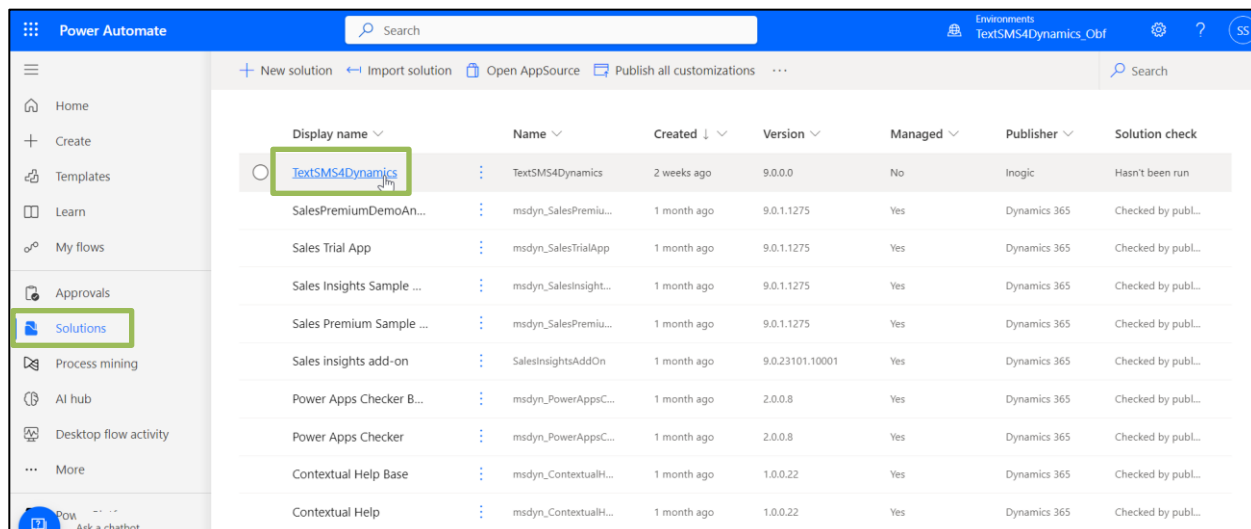 Power Automate
Search
Environments
TextSMS4Dynamics_Obf
?
SS
New solution
Import solution
Open AppSource
Publish all customizations
...
Search
Home
Create
Templates
Learn
My flows
Approvals
Solutions
Process mining
AI hub
Desktop flow activity
More
Ask a chatbot
Display name Name Created ↓ Version Managed Publisher Solution check
TextSMS4Dynamics TextSMS4Dynamics 2 weeks ago 9.0.0.0 No Inogic Hasn't been run
SalesPremiumDemoAn... msdyn_SalesPremiu... 1 month ago 9.0.1.1275 Yes Dynamics 365 Checked by publ...
Sales Trial App msdyn_SalesTrialApp 1 month ago 9.0.1.1275 Yes Dynamics 365 Checked by publ...
Sales Insights Sample ... msdyn_SalesInsight... 1 month ago 9.0.1.1275 Yes Dynamics 365 Checked by publ...
Sales Premium Sample ... msdyn_SalesPremiu... 1 month ago 9.0.1.1275 Yes Dynamics 365 Checked by publ...
Sales insights add-on SalesInsightsAddOn 1 month ago 9.0.23101.10001 Yes Dynamics 365 Checked by publ...
Power Apps Checker B... msdyn_PowerAppsC... 1 month ago 2.0.0.8 Yes Dynamics 365 Checked by publ...
Power Apps Checker msdyn_PowerAppsC... 1 month ago 2.0.0.8 Yes Dynamics 365 Checked by publ...
Contextual Help Base msdyn_ContextualH... 1 month ago 1.0.0.22 Yes Dynamics 365 Checked by publ...
Contextual Help msdyn_ContextualH... 1 month ago 1.0.0.22 Yes Dynamics 365 Checked by publ...